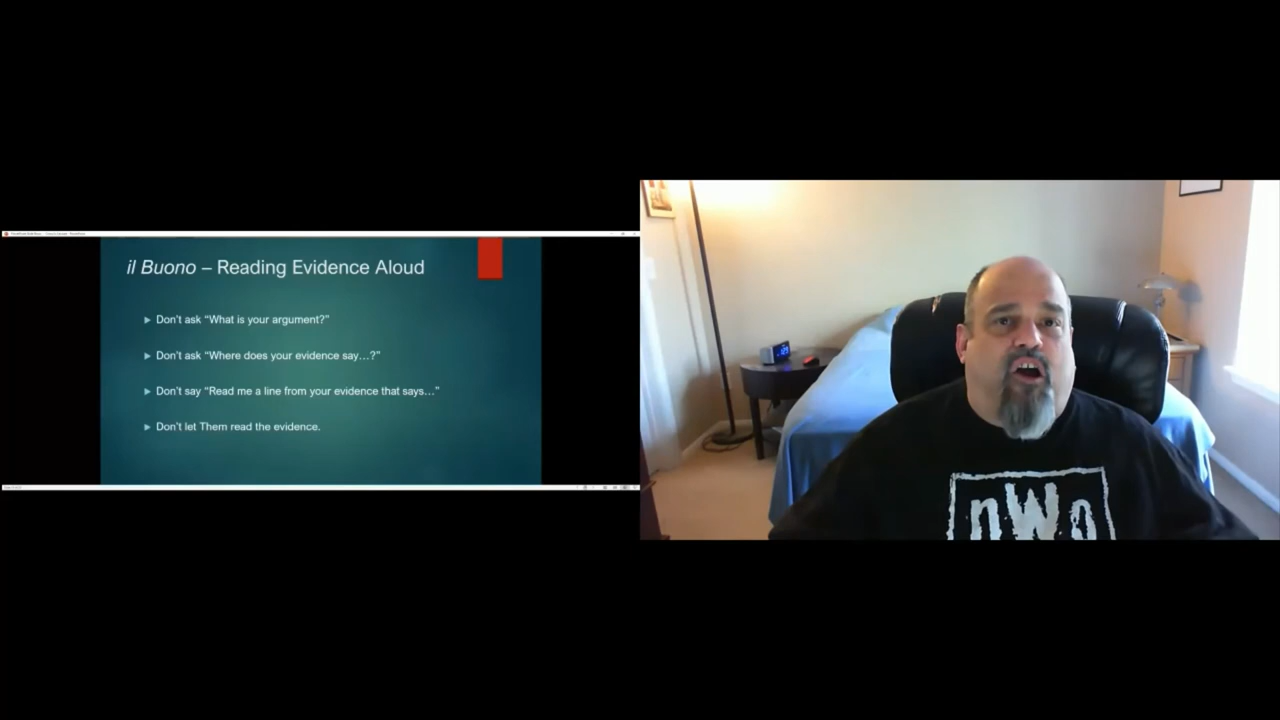 il Buono – Reading Evidence Aloud
Don't ask “What is your argument?”
Don't ask “Where does your evidence say…?”
Don't say “Read me a line from your evidence that says…”
Don't let Them read the evidence.
nWo